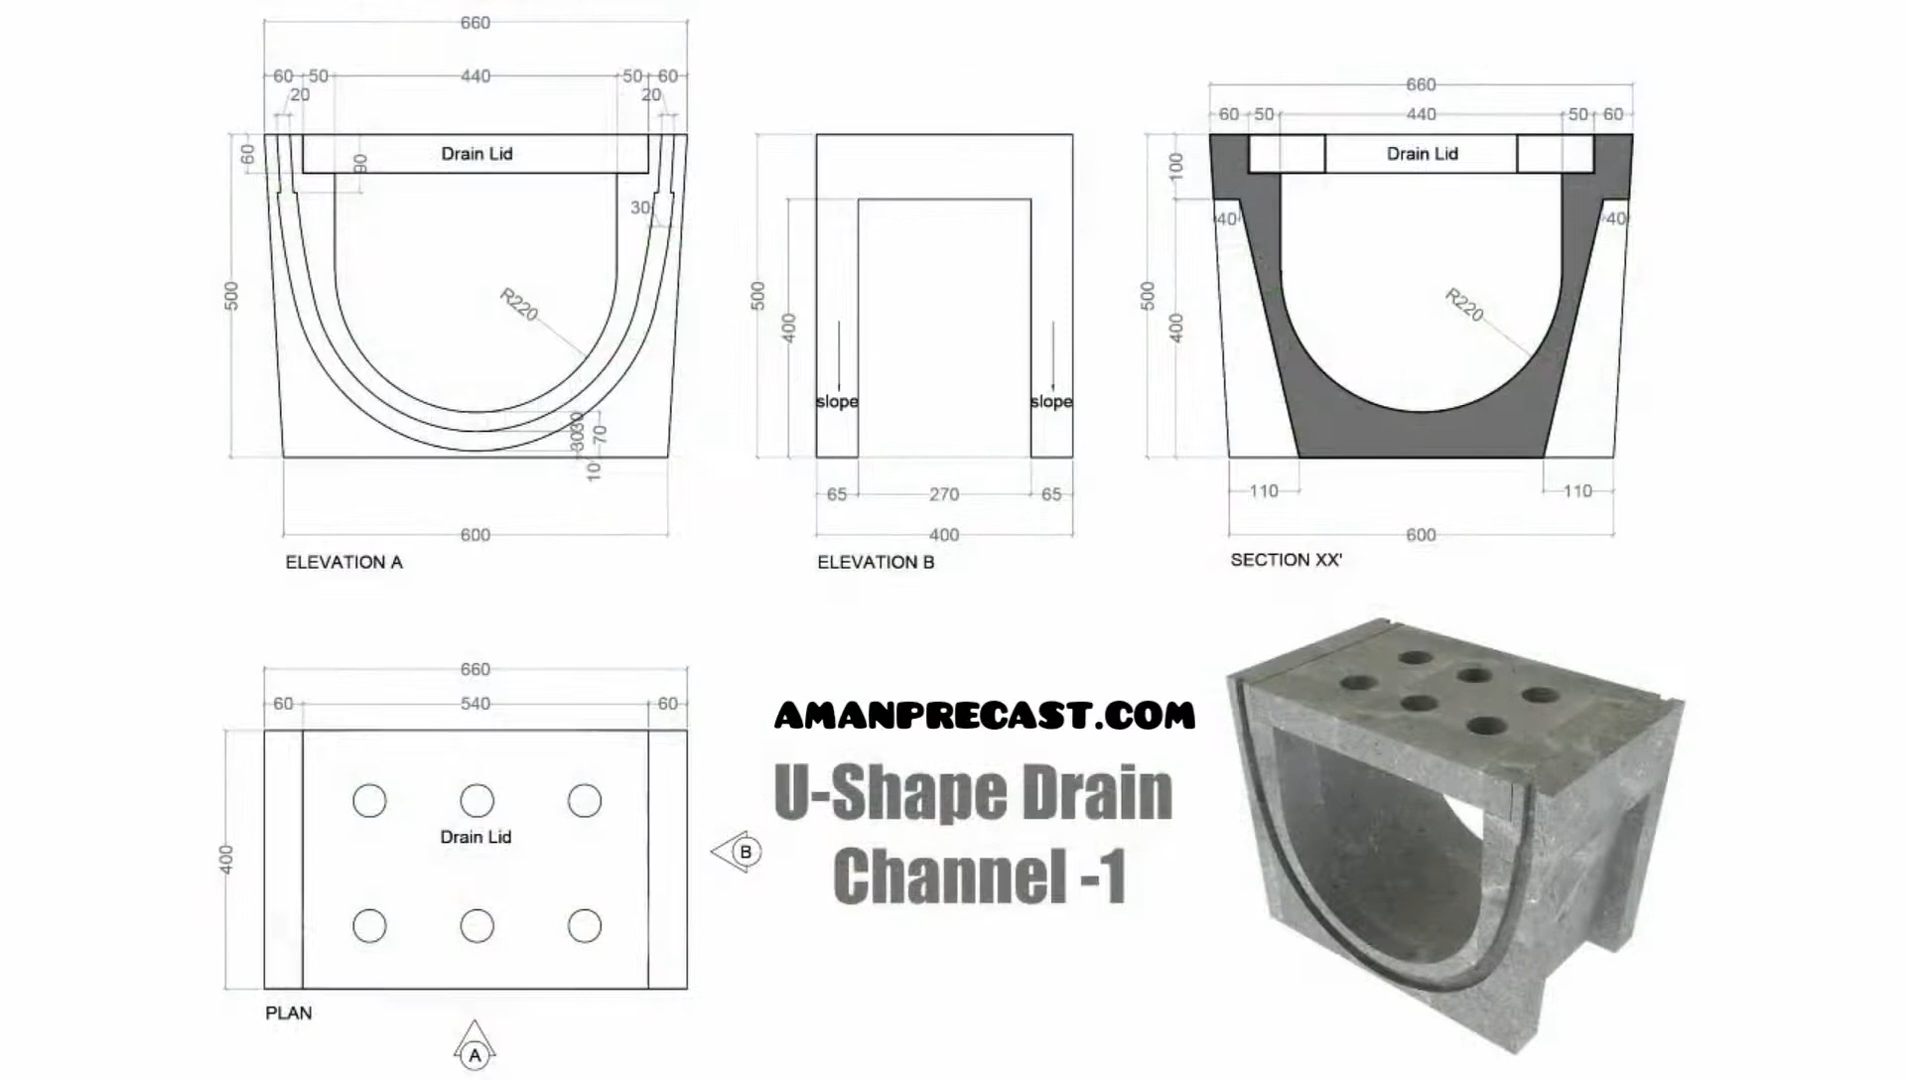 660
60 50 440 50 60
20 20
60 Drain Lid 90
30
500
R220
3030 70
10
600
ELEVATION A
500
400
slope slope
65 270 65
400
ELEVATION B
660
60 50 440 50 60
100 Drain Lid
40 40
500
400
R220
110 110
600
SECTION XX'
660
60 540 60
400
Drain Lid
PLAN
B
A
AMANPRECAST.COM
U-Shape Drain
Channel -1